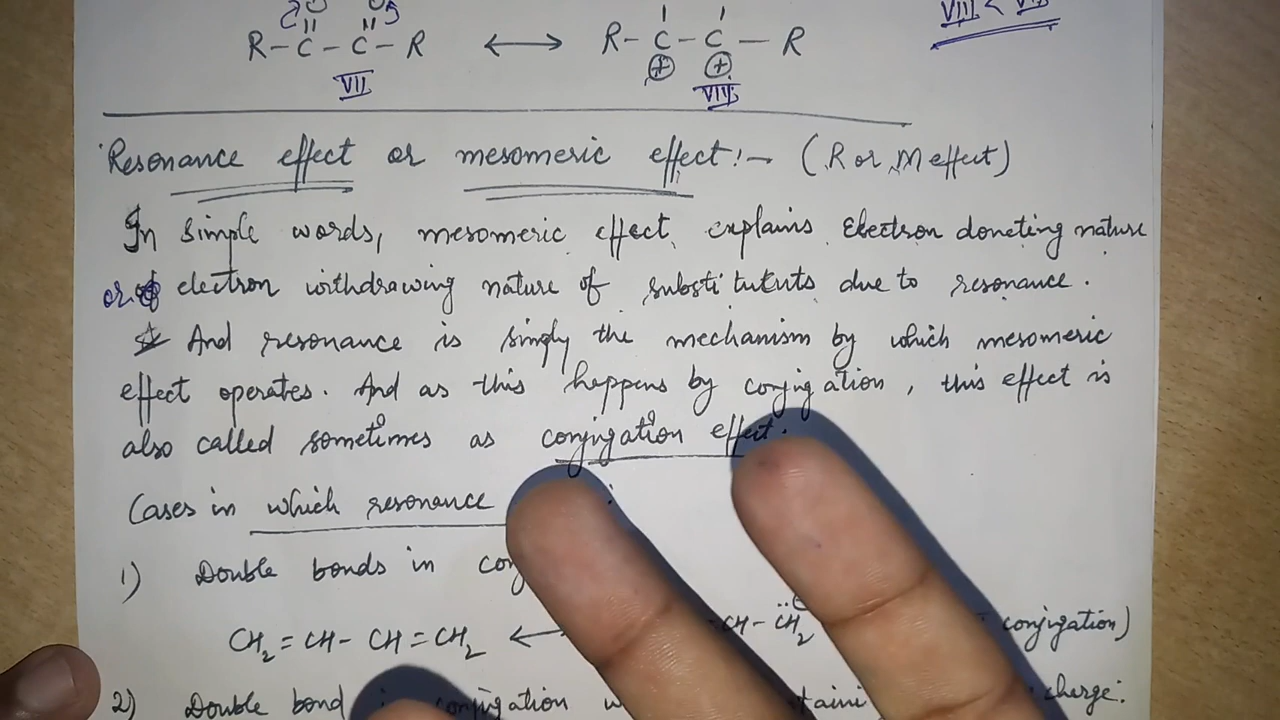 VIII < VII
R-C-C-R ⟷ R-C-C-R
VII VIII
Resonance effect or mesomeric effect:- (R or M effect)
In simple words, mesomeric effect explains Electron donating nature
or electron withdrawing nature of substituents due to resonance.
And resonance is simply the mechanism by which mesomeric
effect operates. And as this happens by conjugation, this effect is
also called sometimes as conjugation effect.
Cases in which resonance
1) Double bonds in
CH₂=CH-CH=CH₂ ⟷ CH-C̈H₂ conjugation)
2) Double bond conjugation charge: